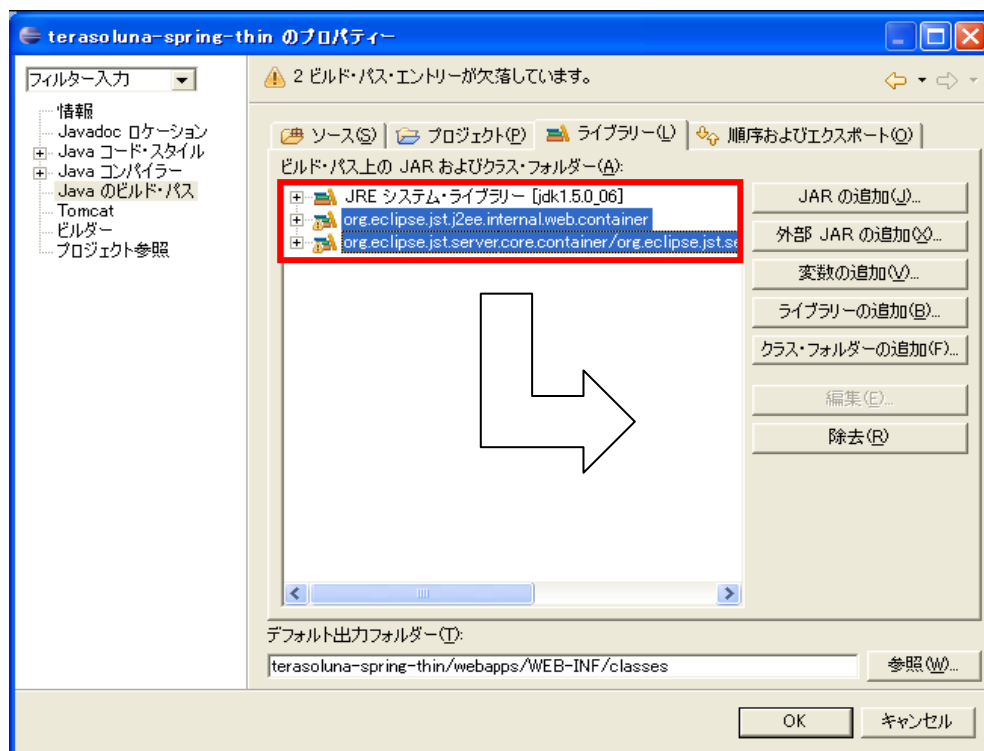 terasoluna-spring-thin のプロパティー
フィルター入力
2 ビルド・パス・エントリーが欠落しています。
情報
Javadoc ロケーション
Java コード・スタイル
Java コンパイラー
Java のビルド・パス
Tomcat
ビルダー
プロジェクト参照
ソース(S)
プロジェクト(P)
ライブラリー(L)
順序およびエクスポート(O)
ビルド・パス上の JAR およびクラス・フォルダー(A):
JRE システム・ライブラリー [jdk1.5.0_06]
org.eclipse.jst.j2ee.internal.web.container
org.eclipse.jst.server.core.container/org.eclipse.jst.se
JAR の追加(J)...
外部 JAR の追加(X)...
変数の追加(V)...
ライブラリーの追加(B)...
クラス・フォルダーの追加(F)...
編集(E)...
除去(R)
デフォルト出力フォルダー(T):
terasoluna-spring-thin/webapps/WEB-INF/classes
参照(W)...
OK
キャンセル